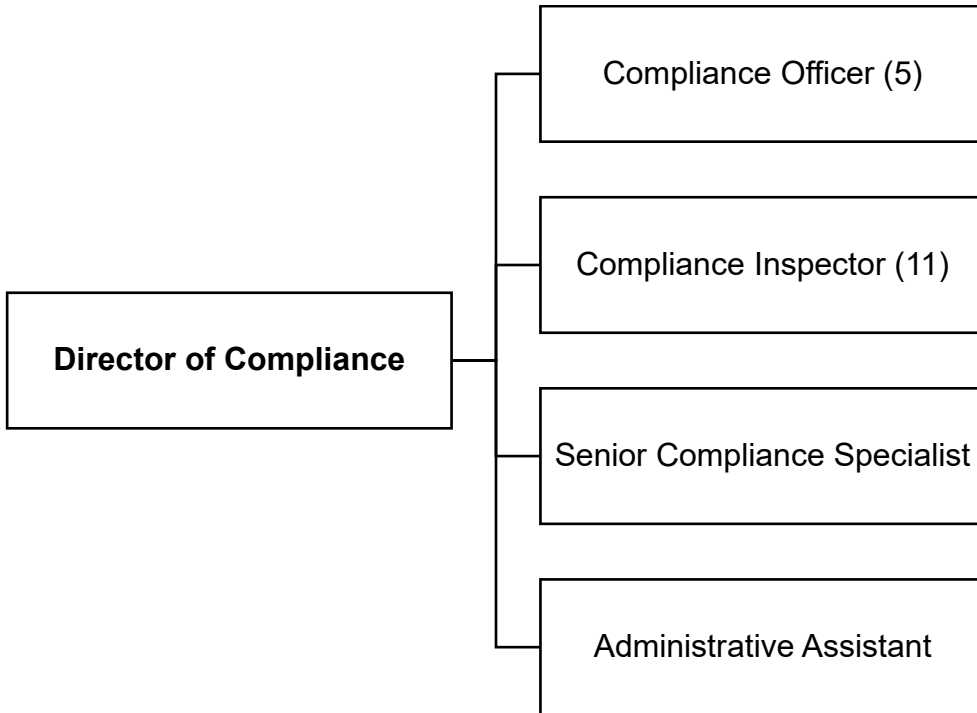 Compliance Officer (5)
Compliance Inspector (11)
Director of Compliance
Senior Compliance Specialist
Administrative Assistant